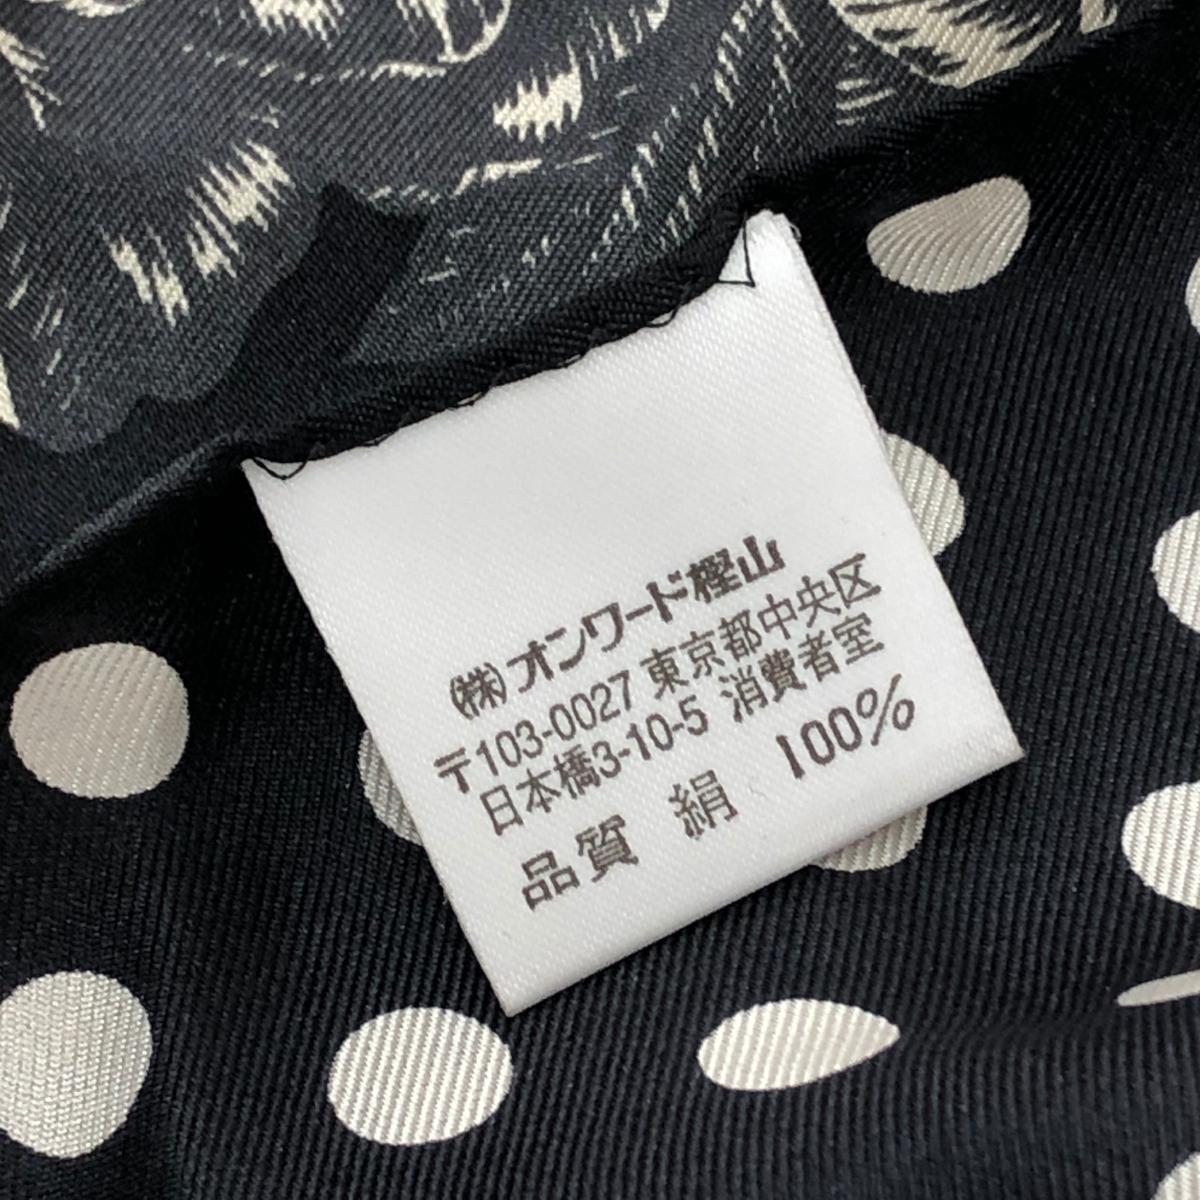 (株)オンワード樫山
〒103-0027 東京都中央区
日本橋3-10-5 消費者室
品質 絹 100%